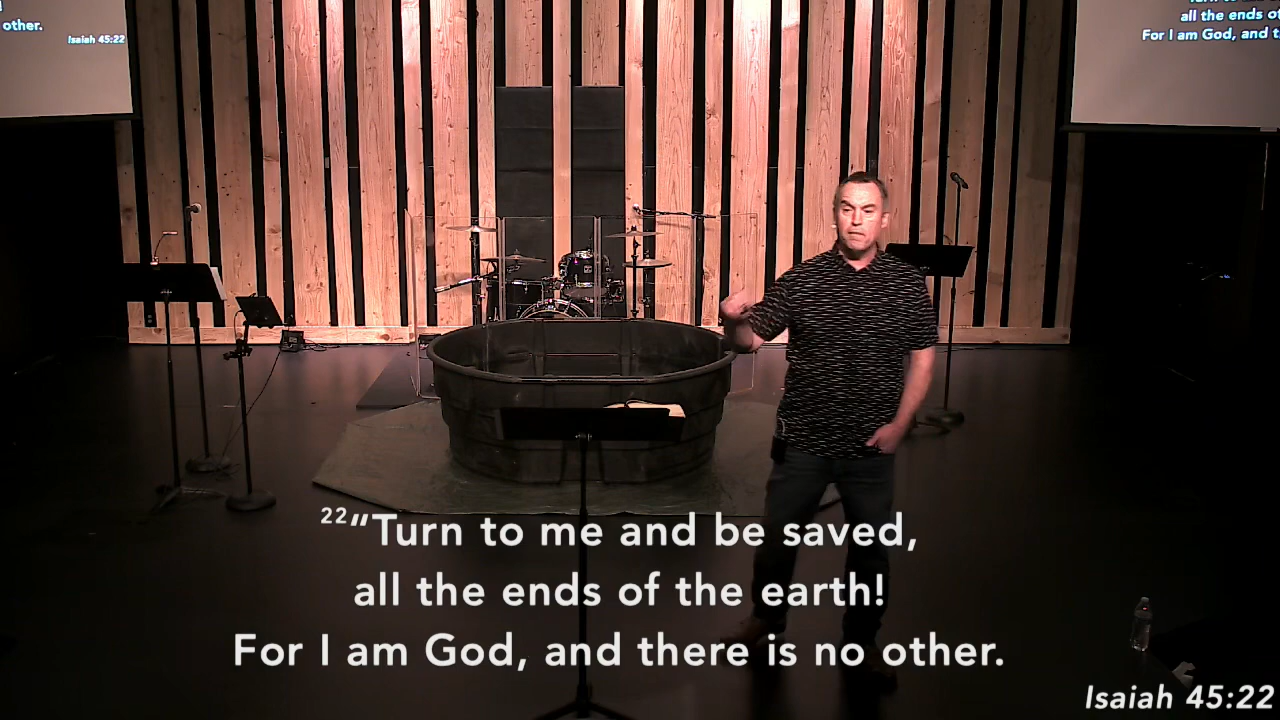 other.
Isaiah 45:22
all the ends of
For I am God, and t
22“Turn to me and be saved,
all the ends of the earth!
For I am God, and there is no other.
Isaiah 45:22